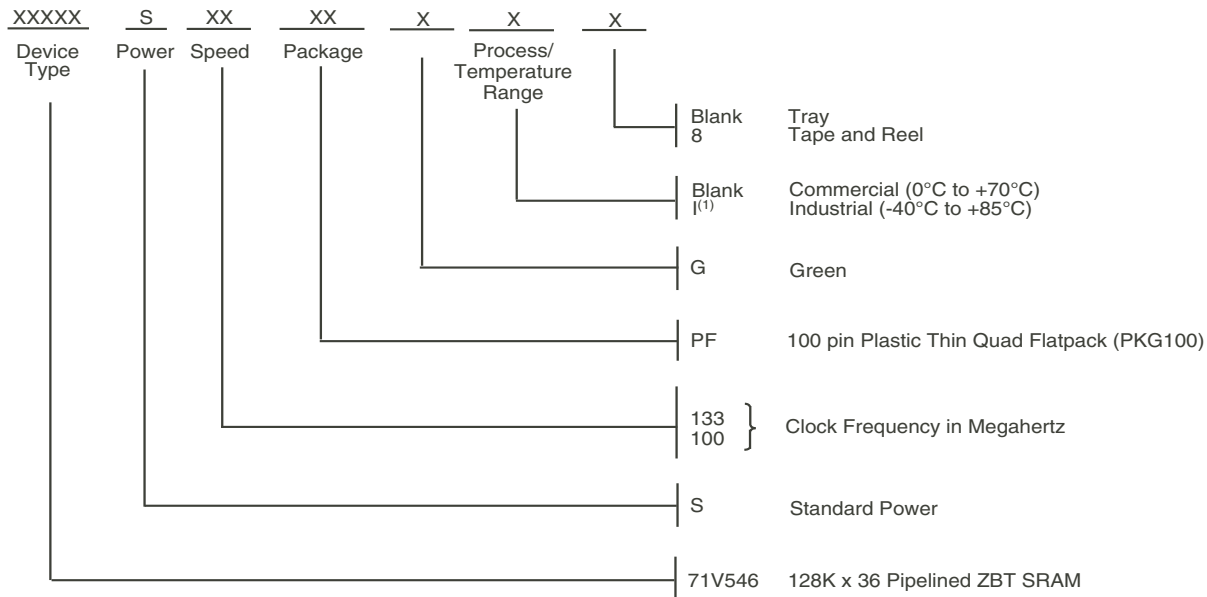 XXXXX S XX XX X X X
Device Type Power Speed Package Process/ Temperature Range
Blank Tray
8 Tape and Reel
Blank Commercial (0°C to +70°C)
I(1) Industrial (-40°C to +85°C)
G Green
PF 100 pin Plastic Thin Quad Flatpack (PKG100)
133
100 } Clock Frequency in Megahertz
S Standard Power
71V546 128K x 36 Pipelined ZBT SRAM